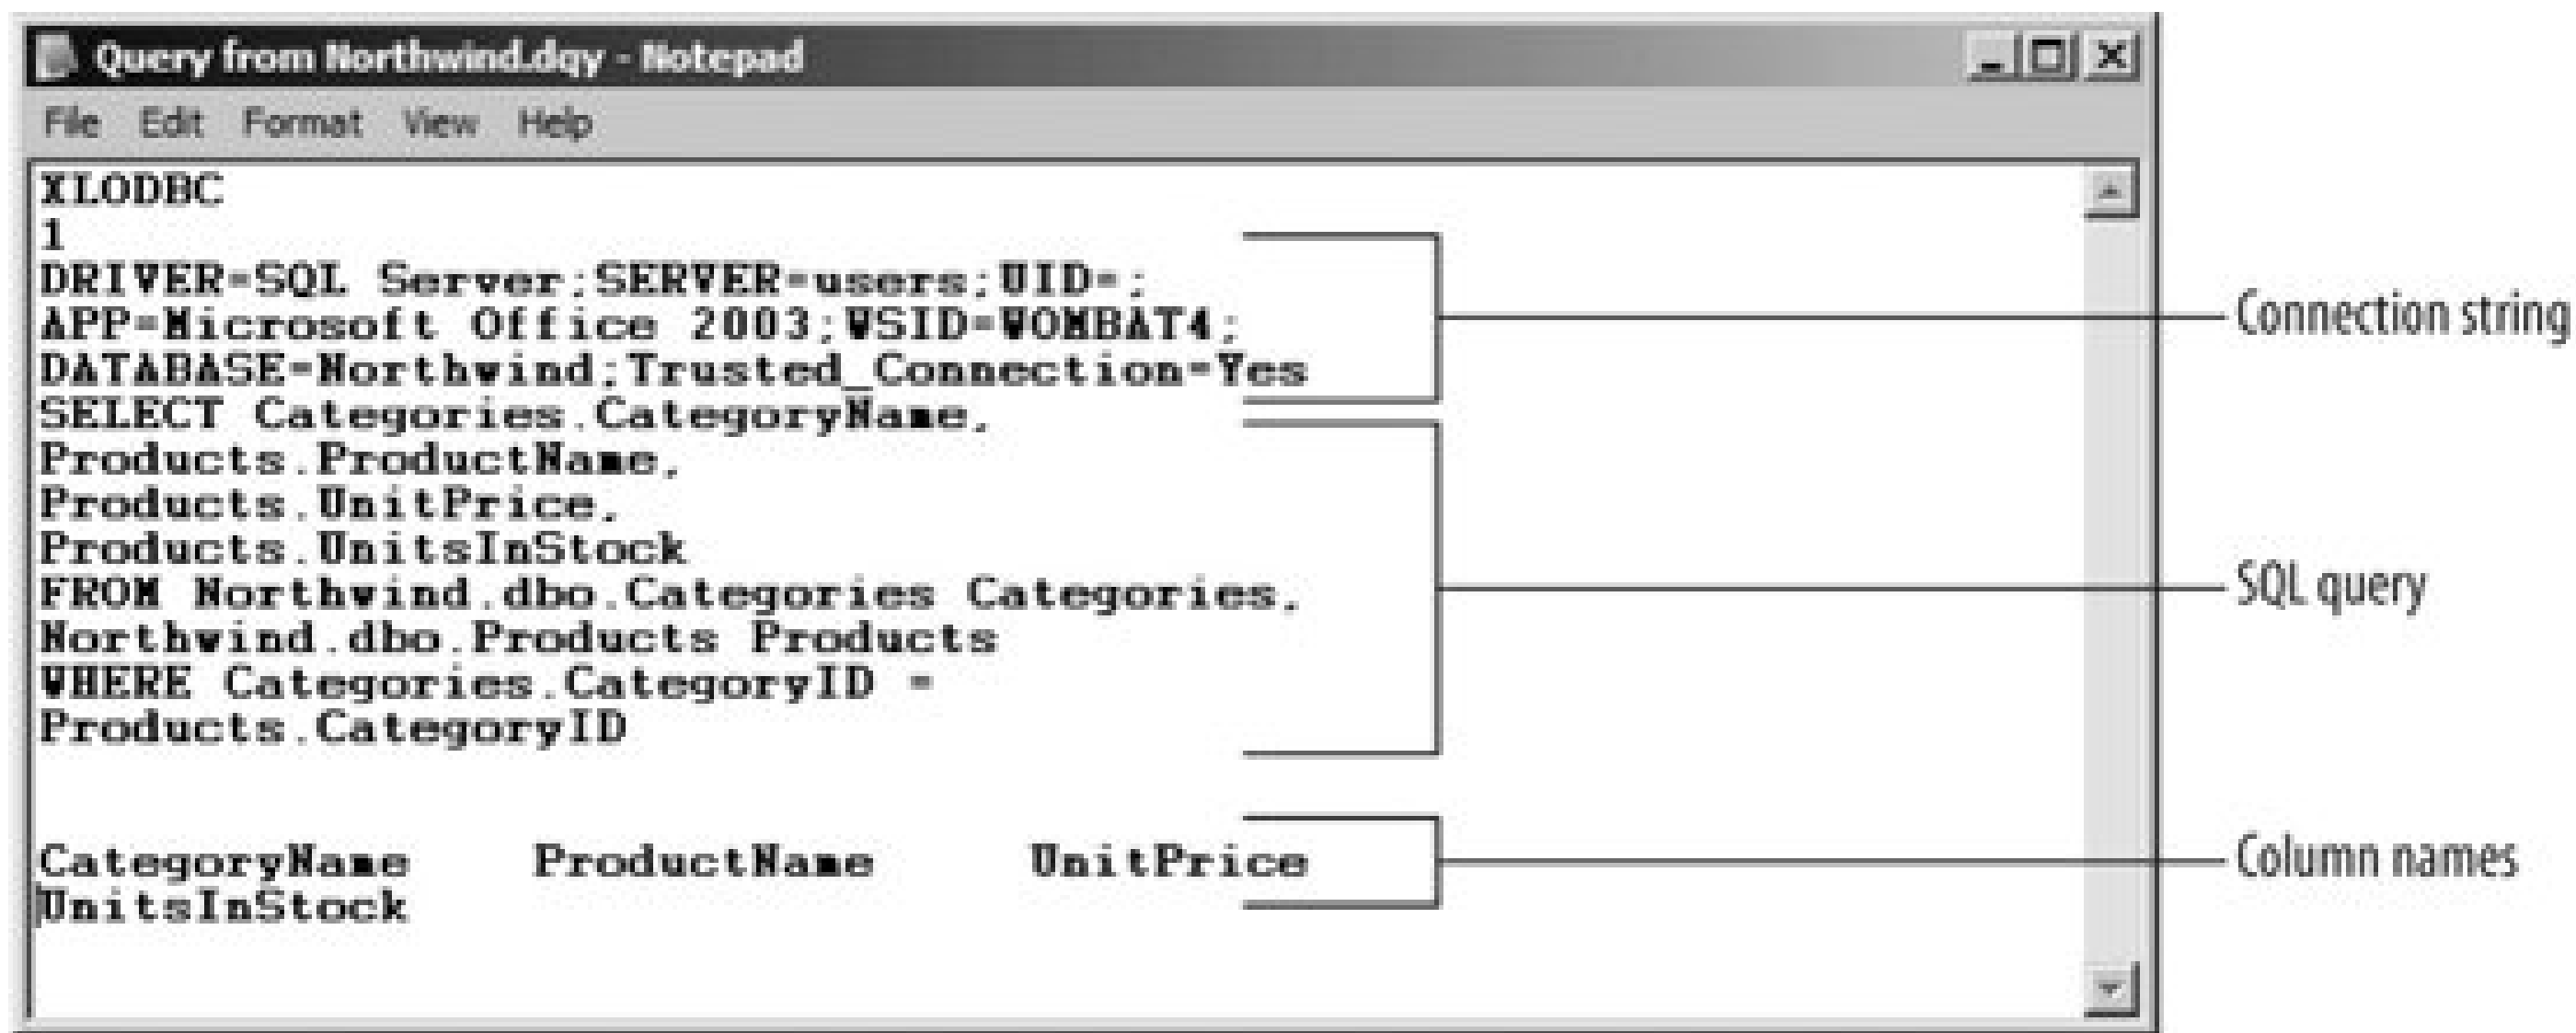 Query from Northwind.dqy - Notepad
File Edit Format View Help
XLODBC
1
DRIVER=SQL Server;SERVER=users;UID=;
APP=Microsoft Office 2003;WSID=WOMBAT4;
DATABASE=Northwind;Trusted_Connection=Yes
SELECT Categories.CategoryName,
Products.ProductName,
Products.UnitPrice,
Products.UnitsInStock
FROM Northwind.dbo.Categories Categories,
Northwind.dbo.Products Products
WHERE Categories.CategoryID =
Products.CategoryID
CategoryName ProductName UnitPrice
UnitsInStock
Connection string
SQL query
Column names